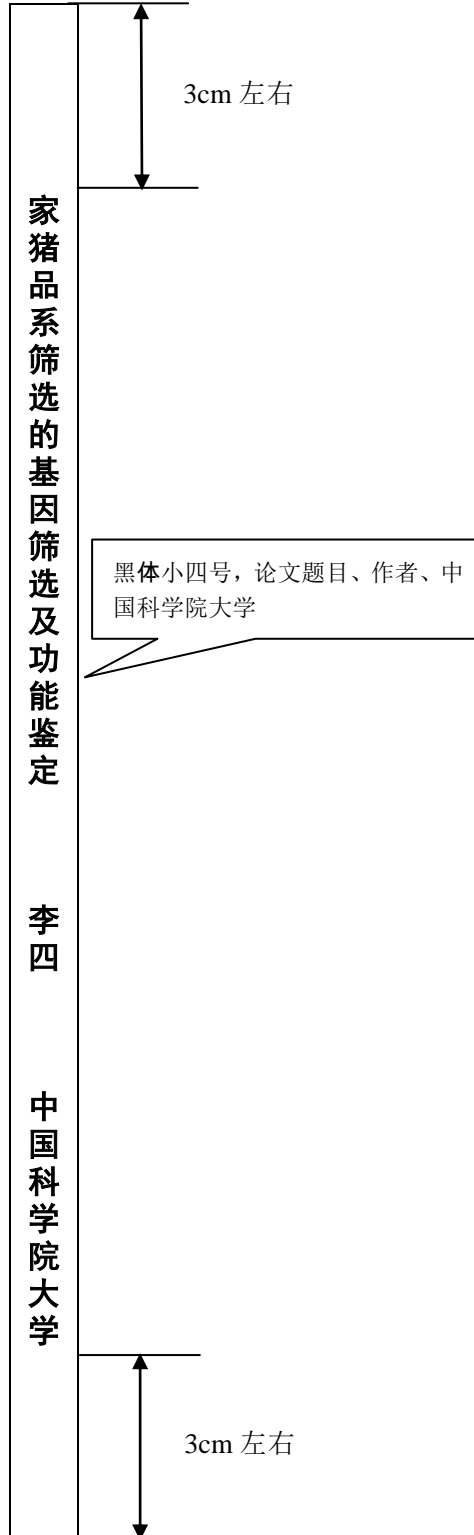 3cm 左右
家猪品系筛选的基因筛选及功能鉴定
黑体小四号，论文题目、作者、中
国科学院大学
李四
中国科学院大学
3cm 左右